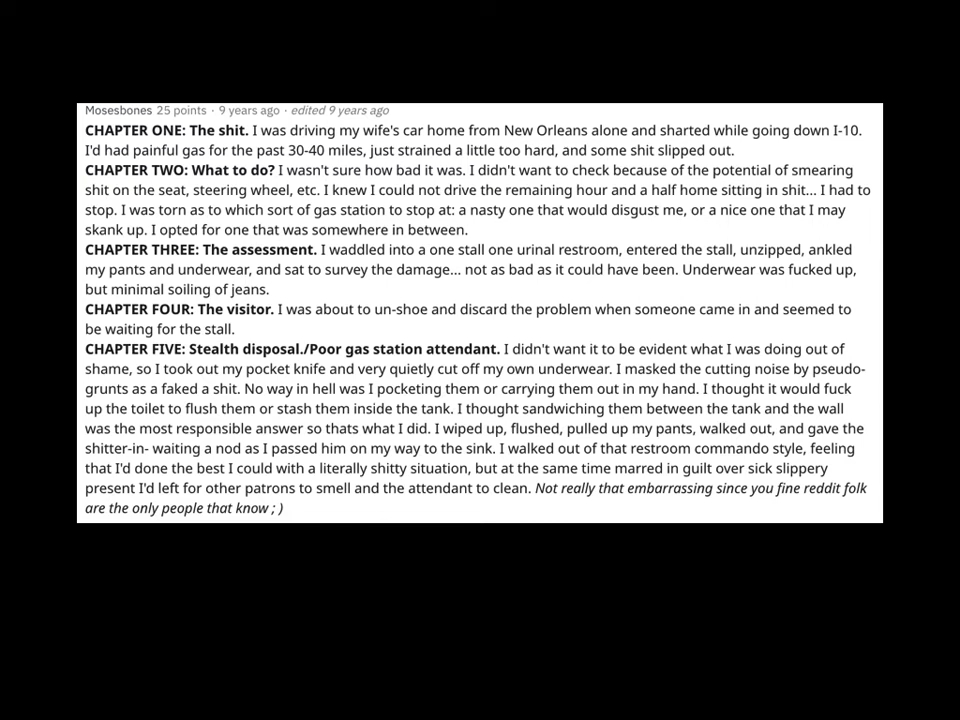 Mosesbones 25 points · 9 years ago · edited 9 years ago
CHAPTER ONE: The shit. I was driving my wife's car home from New Orleans alone and sharted while going down I-10.
I'd had painful gas for the past 30-40 miles, just strained a little too hard, and some shit slipped out.
CHAPTER TWO: What to do? I wasn't sure how bad it was. I didn't want to check because of the potential of smearing
shit on the seat, steering wheel, etc. I knew I could not drive the remaining hour and a half home sitting in shit... I had to
stop. I was torn as to which sort of gas station to stop at: a nasty one that would disgust me, or a nice one that I may
skank up. I opted for one that was somewhere in between.
CHAPTER THREE: The assessment. I waddled into a one stall one urinal restroom, entered the stall, unzipped, ankled
my pants and underwear, and sat to survey the damage... not as bad as it could have been. Underwear was fucked up,
but minimal soiling of jeans.
CHAPTER FOUR: The visitor. I was about to un-shoe and discard the problem when someone came in and seemed to
be waiting for the stall.
CHAPTER FIVE: Stealth disposal./Poor gas station attendant. I didn't want it to be evident what I was doing out of
shame, so I took out my pocket knife and very quietly cut off my own underwear. I masked the cutting noise by pseudo-
grunts as a faked a shit. No way in hell was I pocketing them or carrying them out in my hand. I thought it would fuck
up the toilet to flush them or stash them inside the tank. I thought sandwiching them between the tank and the wall
was the most responsible answer so thats what I did. I wiped up, flushed, pulled up my pants, walked out, and gave the
shitter-in- waiting a nod as I passed him on my way to the sink. I walked out of that restroom commando style, feeling
that I'd done the best I could with a literally shitty situation, but at the same time marred in guilt over sick slippery
present I'd left for other patrons to smell and the attendant to clean. Not really that embarrassing since you fine reddit folk
are the only people that know ; )